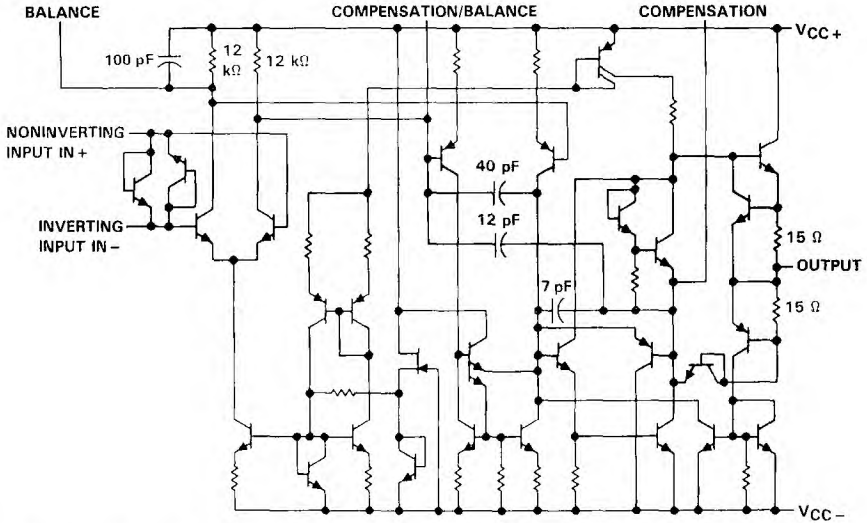 BALANCE
COMPENSATION/BALANCE
COMPENSATION
VCC+
100 pF
12
kΩ
12 kΩ
NONINVERTING
INPUT IN+
40 pF
12 pF
INVERTING
INPUT IN−
15 Ω
OUTPUT
7 pF
15 Ω
VCC−